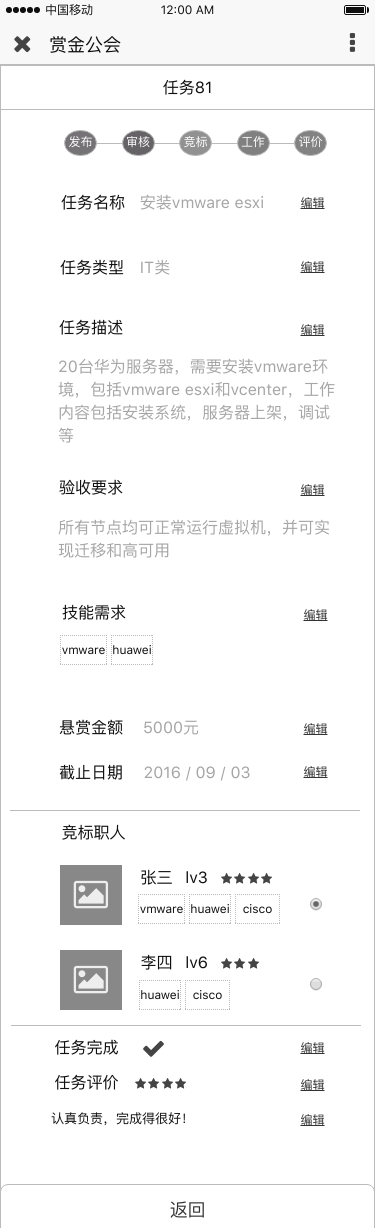 中国移动 12:00 AM
赏金公会
任务81
发布 审核 竞标 工作 评价
任务名称 安装vmware esxi 编辑
任务类型 IT类 编辑
任务描述 编辑
20台华为服务器，需要安装vmware环
境，包括vmware esxi和vcenter，工作
内容包括安装系统，服务器上架，调试
等
验收要求 编辑
所有节点均可正常运行虚拟机，并可实
现迁移和高可用
技能需求 编辑
vmware huawei
悬赏金额 5000元 编辑
截止日期 2016 / 09 / 03 编辑
竞标职人
张三 lv3
vmware huawei cisco
李四 lv6
huawei cisco
任务完成 编辑
任务评价 编辑
认真负责，完成得很好！ 编辑
返回